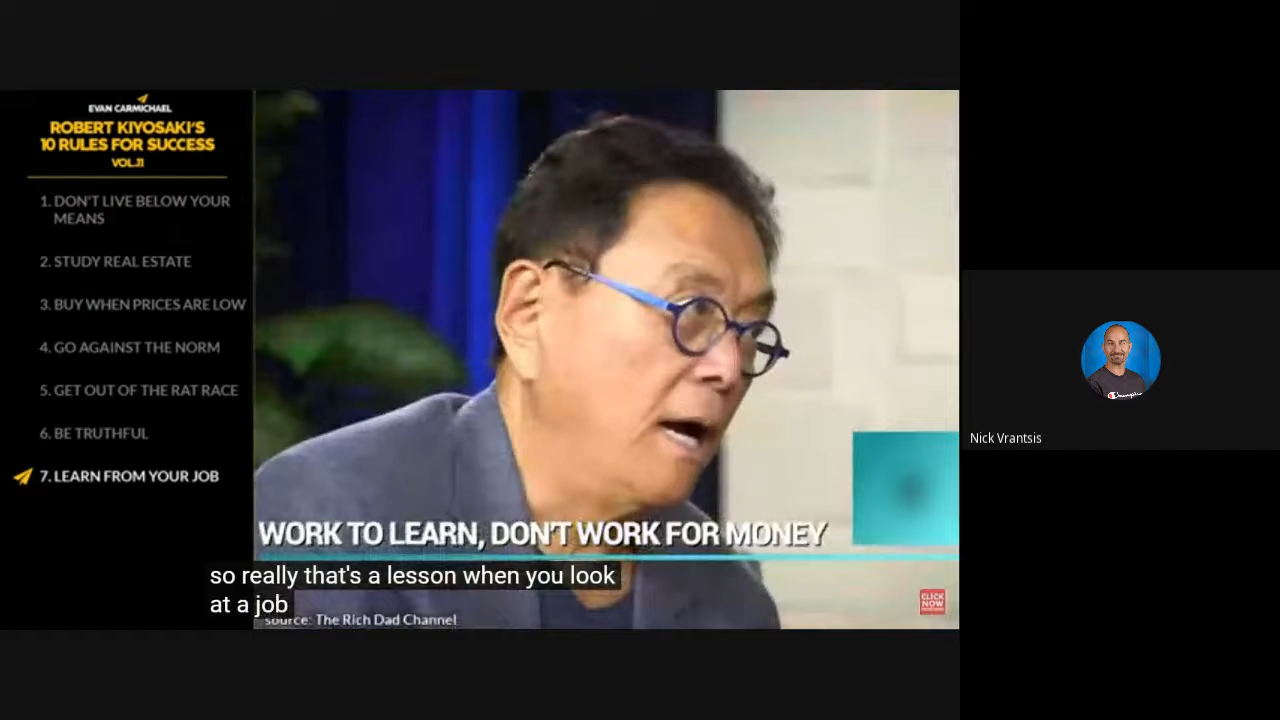 EVAN CARMICHAEL
ROBERT KIYOSAKI'S
10 RULES FOR SUCCESS
VOL.11
1. DON'T LIVE BELOW YOUR
MEANS
2. STUDY REAL ESTATE
3. BUY WHEN PRICES ARE LOW
4. GO AGAINST THE NORM
5. GET OUT OF THE RAT RACE
6. BE TRUTHFUL
7. LEARN FROM YOUR JOB
WORK TO LEARN, DON'T WORK FOR MONEY
so really that's a lesson when you look
at a job
source: The Rich Dad Channel
CLICK
NOW
Champion
Nick Vrantsis